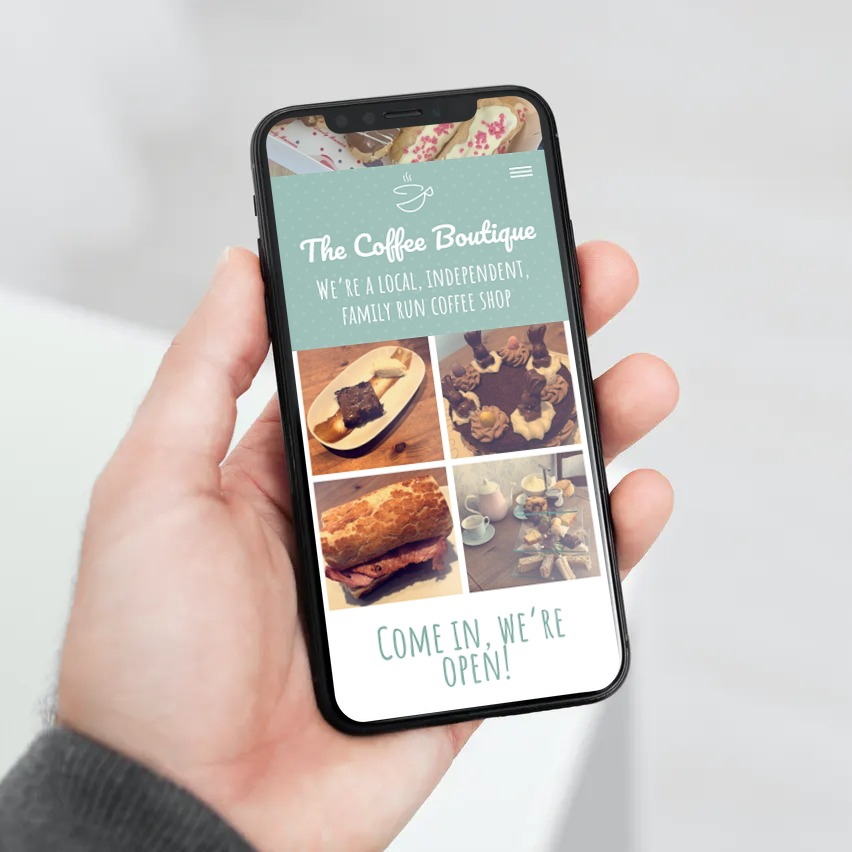 The Coffee Boutique
We're a local, independent,
family run coffee shop
Come in, we're
open!